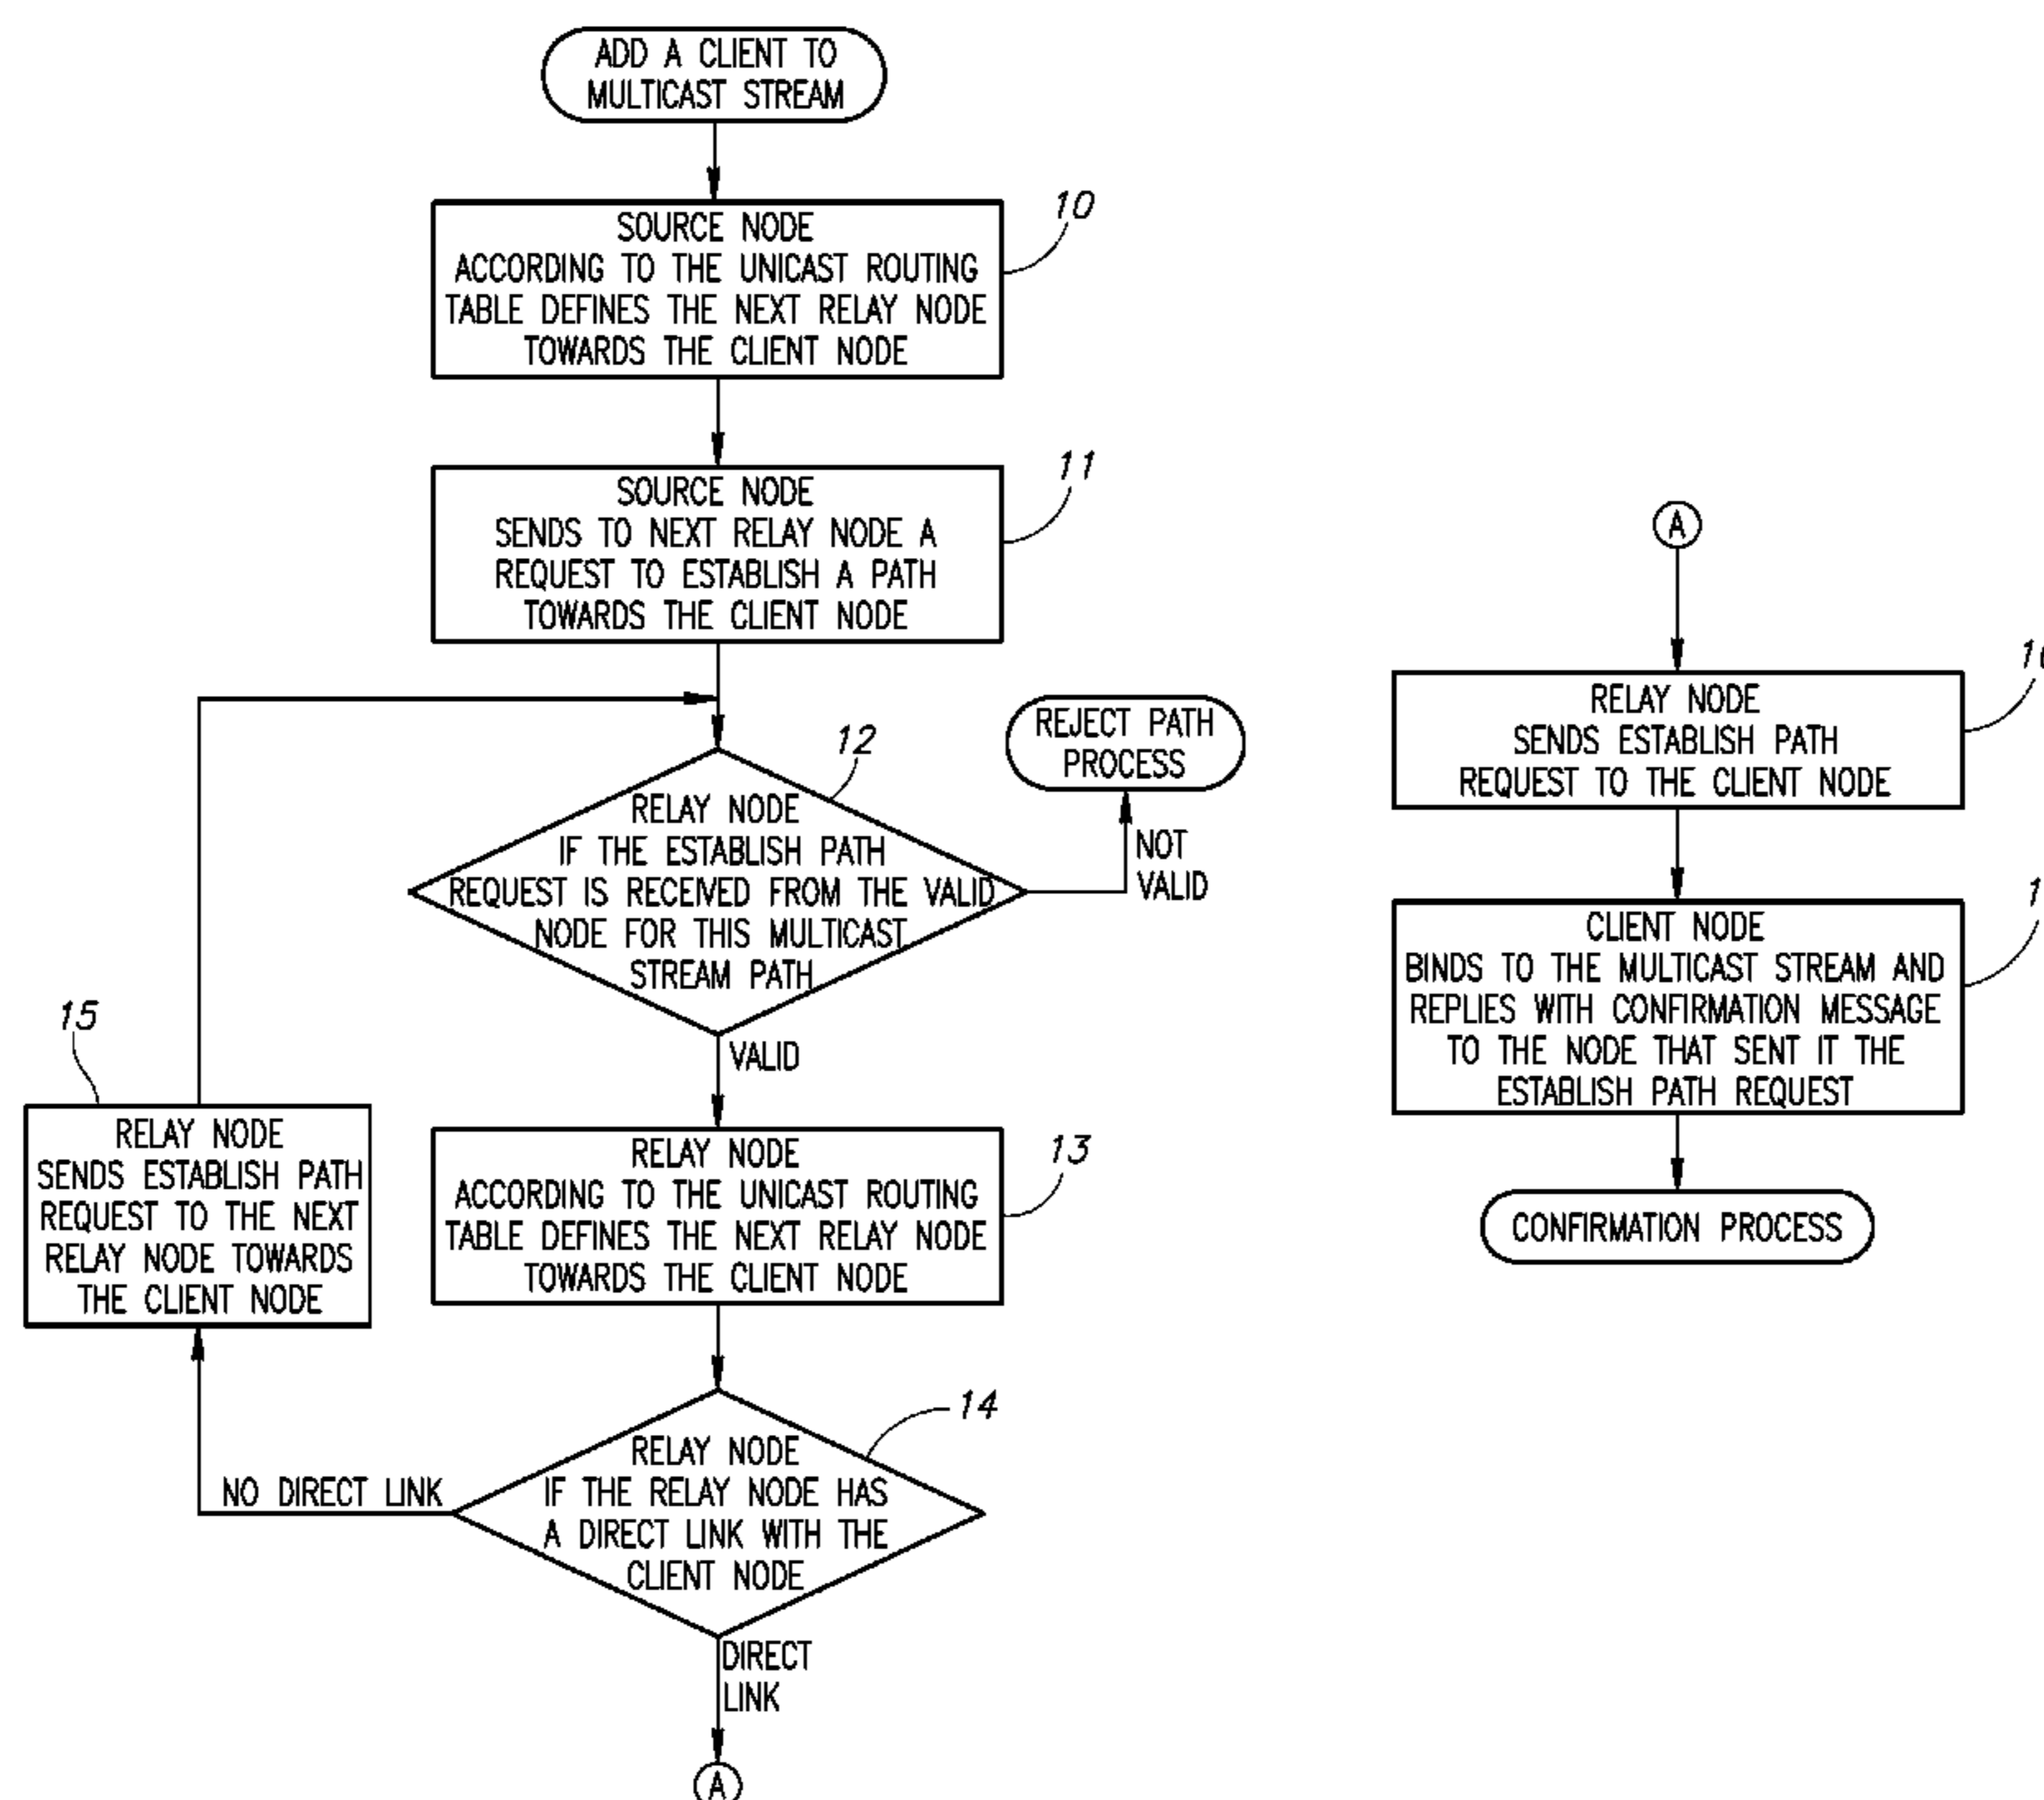 ADD A CLIENT TO
MULTICAST STREAM
10
SOURCE NODE
ACCORDING TO THE UNICAST ROUTING
TABLE DEFINES THE NEXT RELAY NODE
TOWARDS THE CLIENT NODE
11
SOURCE NODE
SENDS TO NEXT RELAY NODE A
REQUEST TO ESTABLISH A PATH
TOWARDS THE CLIENT NODE
12
RELAY NODE
IF THE ESTABLISH PATH
REQUEST IS RECEIVED FROM THE VALID
NODE FOR THIS MULTICAST
STREAM PATH
REJECT PATH
PROCESS
NOT
VALID
VALID
13
RELAY NODE
ACCORDING TO THE UNICAST ROUTING
TABLE DEFINES THE NEXT RELAY NODE
TOWARDS THE CLIENT NODE
15
RELAY NODE
SENDS ESTABLISH PATH
REQUEST TO THE NEXT
RELAY NODE TOWARDS
THE CLIENT NODE
14
RELAY NODE
IF THE RELAY NODE HAS
A DIRECT LINK WITH THE
CLIENT NODE
NO DIRECT LINK
DIRECT
LINK
A
A
RELAY NODE
SENDS ESTABLISH PATH
REQUEST TO THE CLIENT NODE
CLIENT NODE
BINDS TO THE MULTICAST STREAM AND
REPLIES WITH CONFIRMATION MESSAGE
TO THE NODE THAT SENT IT THE
ESTABLISH PATH REQUEST
CONFIRMATION PROCESS